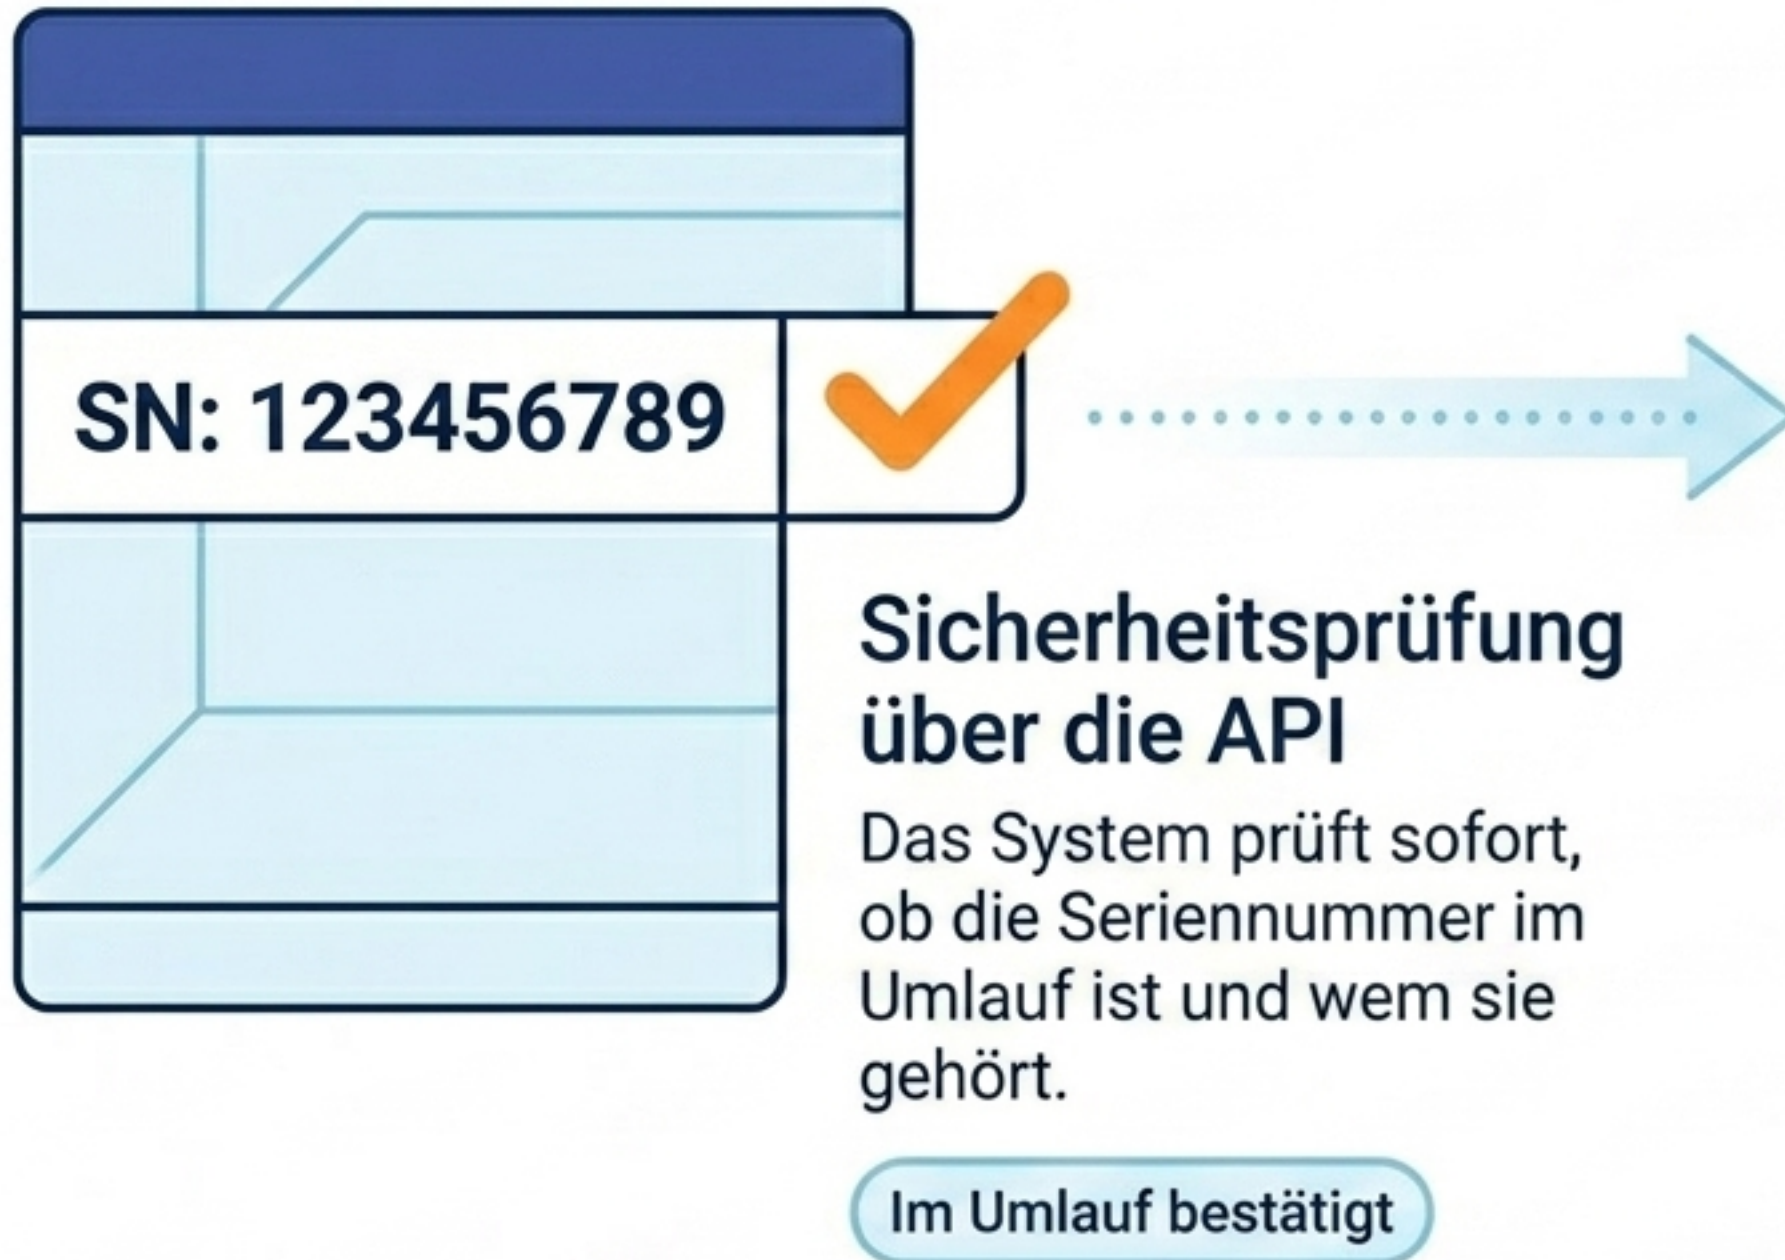 SN: 123456789
Sicherheitsprüfung
über die API
Das System prüft sofort,
ob die Seriennummer im
Umlauf ist und wem sie
gehört.
Im Umlauf bestätigt